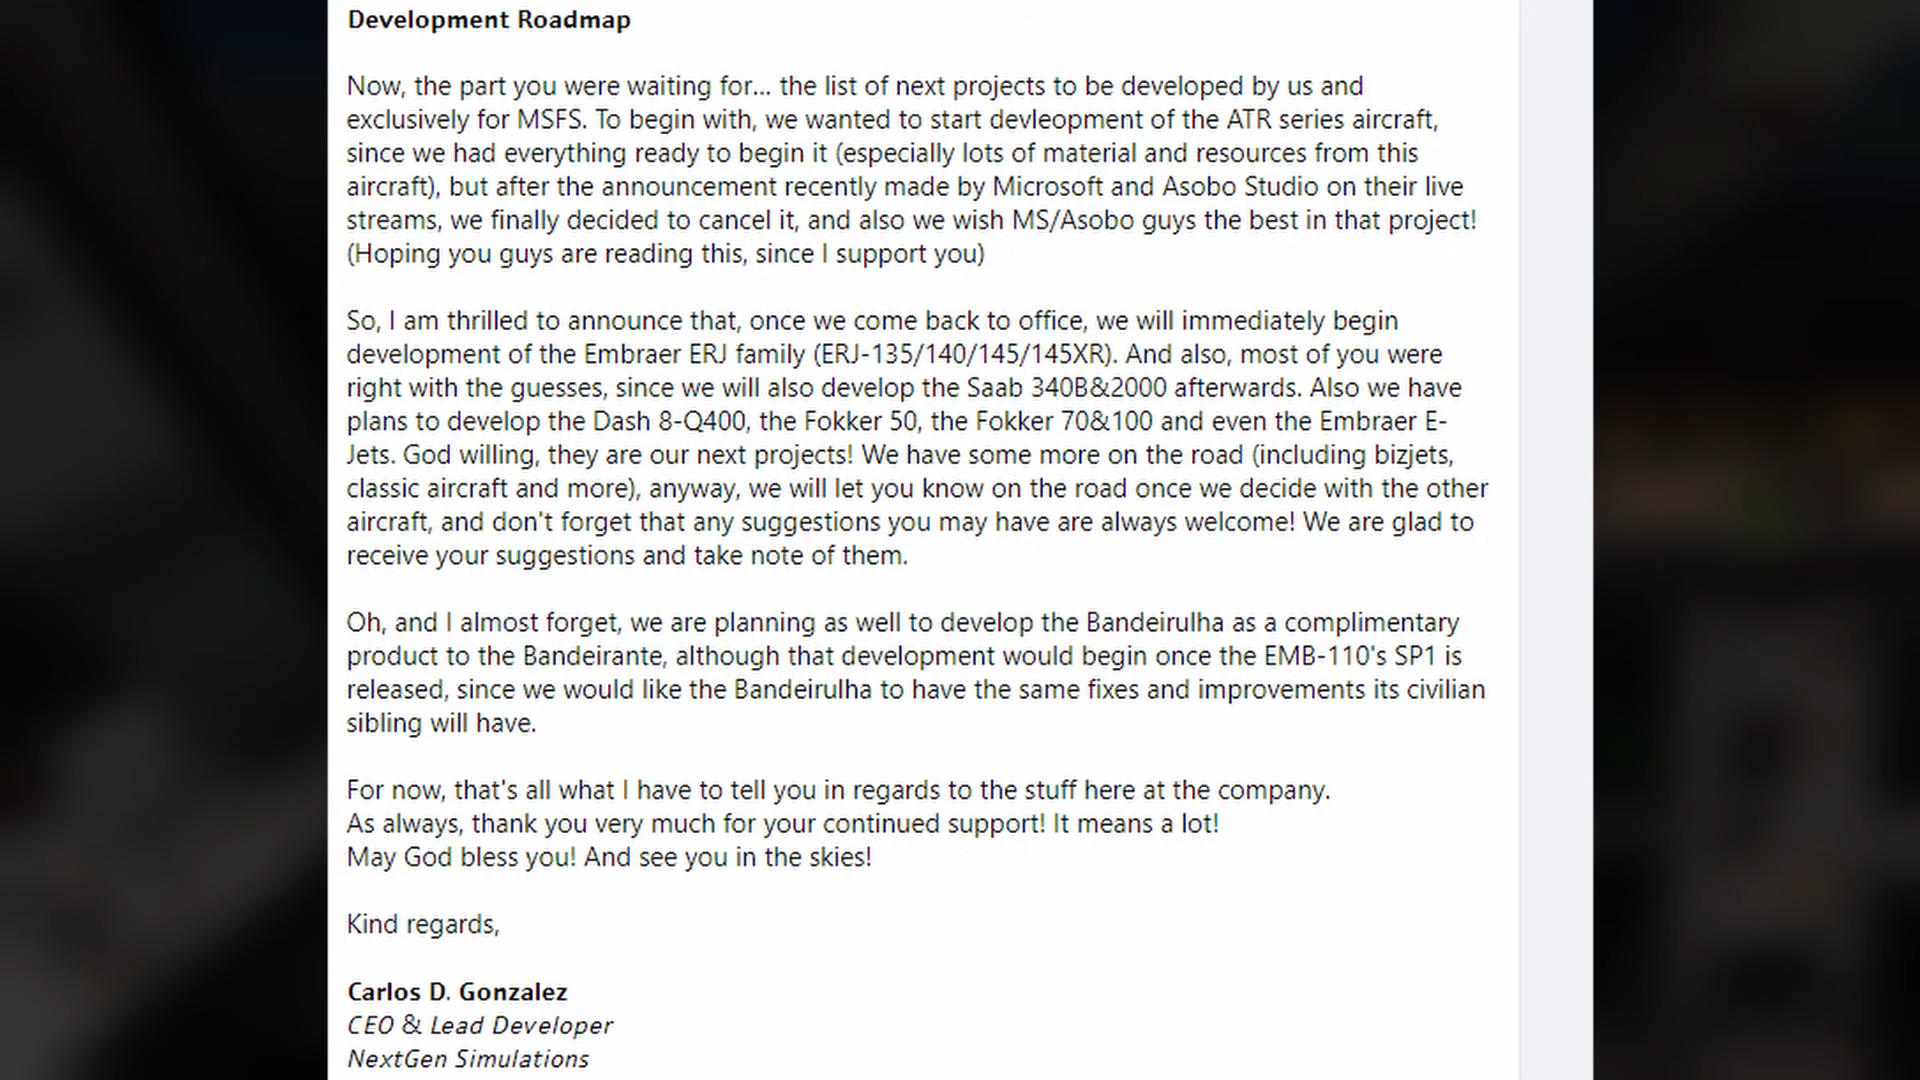 Development Roadmap
Now, the part you were waiting for... the list of next projects to be developed by us and
exclusively for MSFS. To begin with, we wanted to start devleopment of the ATR series aircraft,
since we had everything ready to begin it (especially lots of material and resources from this
aircraft), but after the announcement recently made by Microsoft and Asobo Studio on their live
streams, we finally decided to cancel it, and also we wish MS/Asobo guys the best in that project!
(Hoping you guys are reading this, since I support you)
So, I am thrilled to announce that, once we come back to office, we will immediately begin
development of the Embraer ERJ family (ERJ-135/140/145/145XR). And also, most of you were
right with the guesses, since we will also develop the Saab 340B&2000 afterwards. Also we have
plans to develop the Dash 8-Q400, the Fokker 50, the Fokker 70&100 and even the Embraer E-
Jets. God willing, they are our next projects! We have some more on the road (including bizjets,
classic aircraft and more), anyway, we will let you know on the road once we decide with the other
aircraft, and don't forget that any suggestions you may have are always welcome! We are glad to
receive your suggestions and take note of them.
Oh, and I almost forget, we are planning as well to develop the Bandeirulha as a complimentary
product to the Bandeirante, although that development would begin once the EMB-110's SP1 is
released, since we would like the Bandeirulha to have the same fixes and improvements its civilian
sibling will have.
For now, that's all what I have to tell you in regards to the stuff here at the company.
As always, thank you very much for your continued support! It means a lot!
May God bless you! And see you in the skies!
Kind regards,
Carlos D. Gonzalez
CEO & Lead Developer
NextGen Simulations